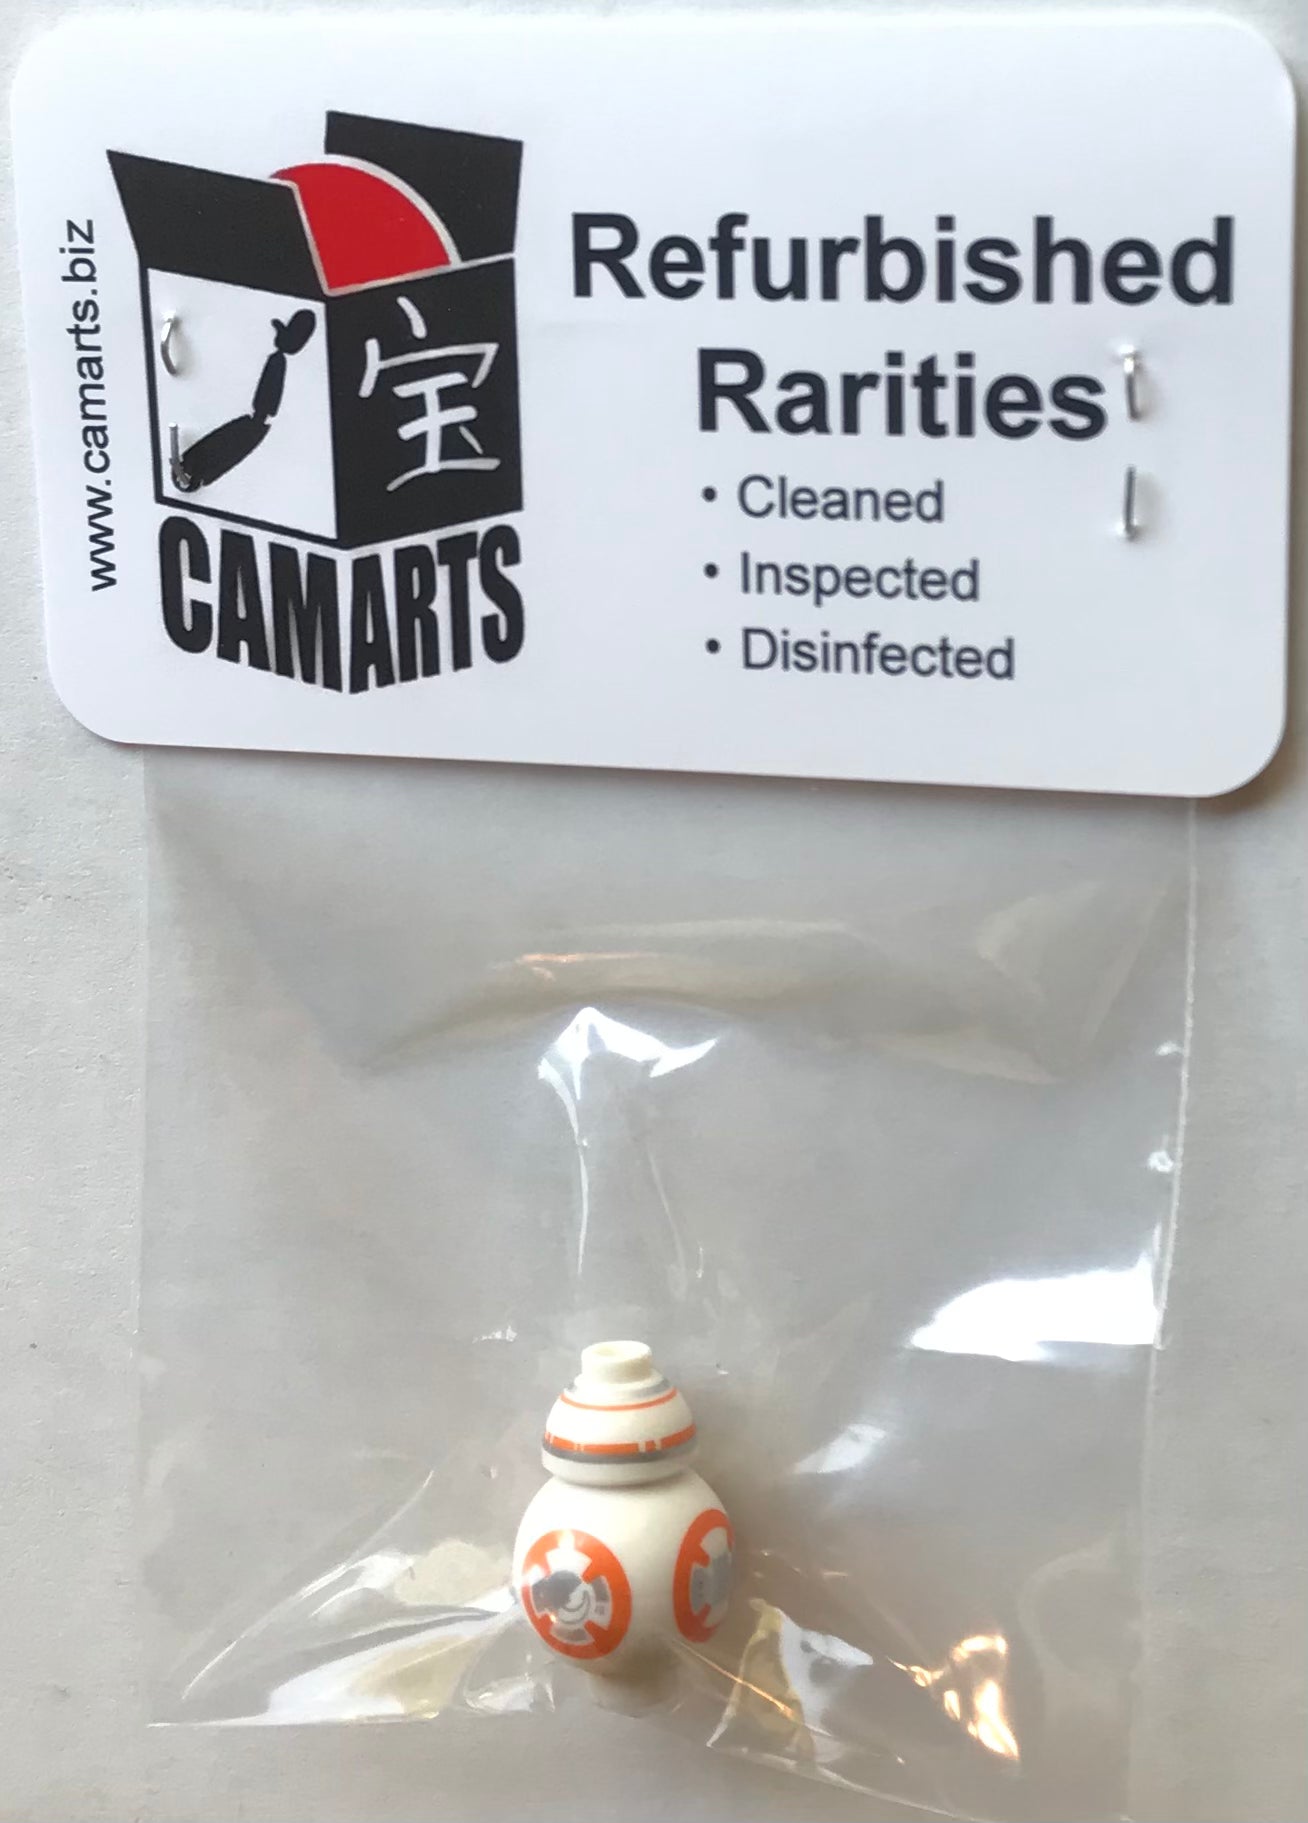 www.camarts.biz
宝
CAMARTS
Refurbished
Rarities
• Cleaned
• Inspected
• Disinfected